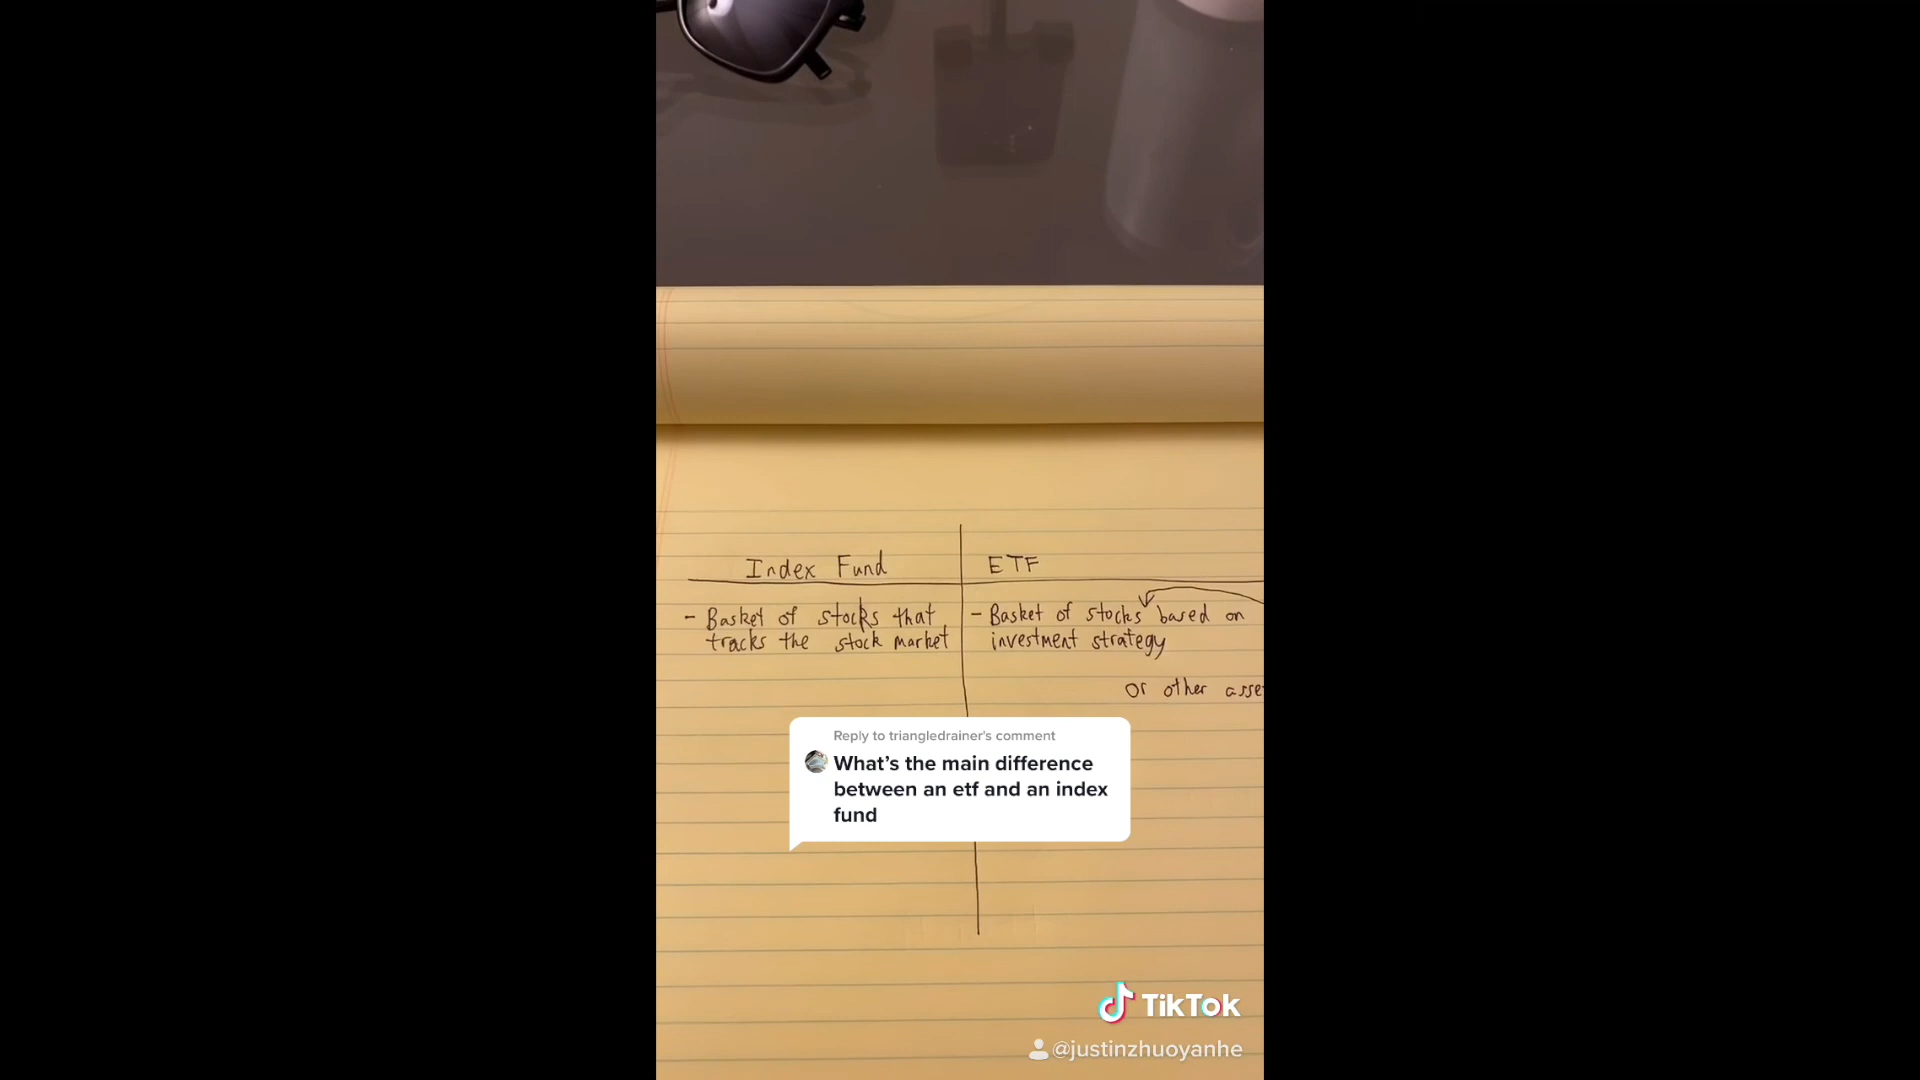 Index Fund
ETF
- Basket of stocks that
tracks the stock market
- Basket of stocks based on
investment strategy
or other asse
Reply to triangledrainer's comment
What's the main difference
between an etf and an index
fund
TikTok
@justinzhuoyanhe